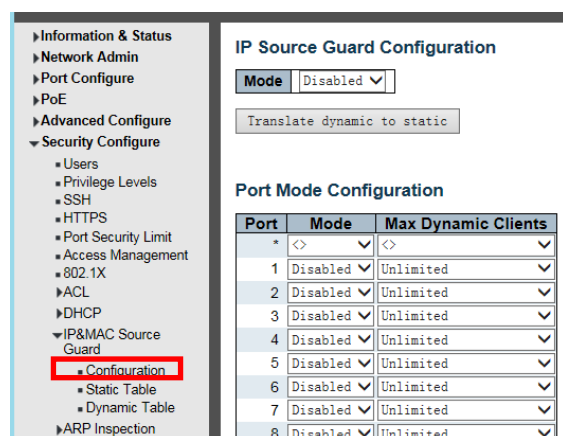 Information & Status
Network Admin
Port Configure
PoE
Advanced Configure
Security Configure
Users
Privilege Levels
SSH
HTTPS
Port Security Limit
Access Management
802.1X
ACL
DHCP
IP&MAC Source
Guard
Configuration
Static Table
Dynamic Table
ARP Inspection
IP Source Guard Configuration
Mode Disabled
Translate dynamic to static
Port Mode Configuration
Port Mode Max Dynamic Clients
* <> <>
1 Disabled Unlimited
2 Disabled Unlimited
3 Disabled Unlimited
4 Disabled Unlimited
5 Disabled Unlimited
6 Disabled Unlimited
7 Disabled Unlimited
8 Disabled Unlimited